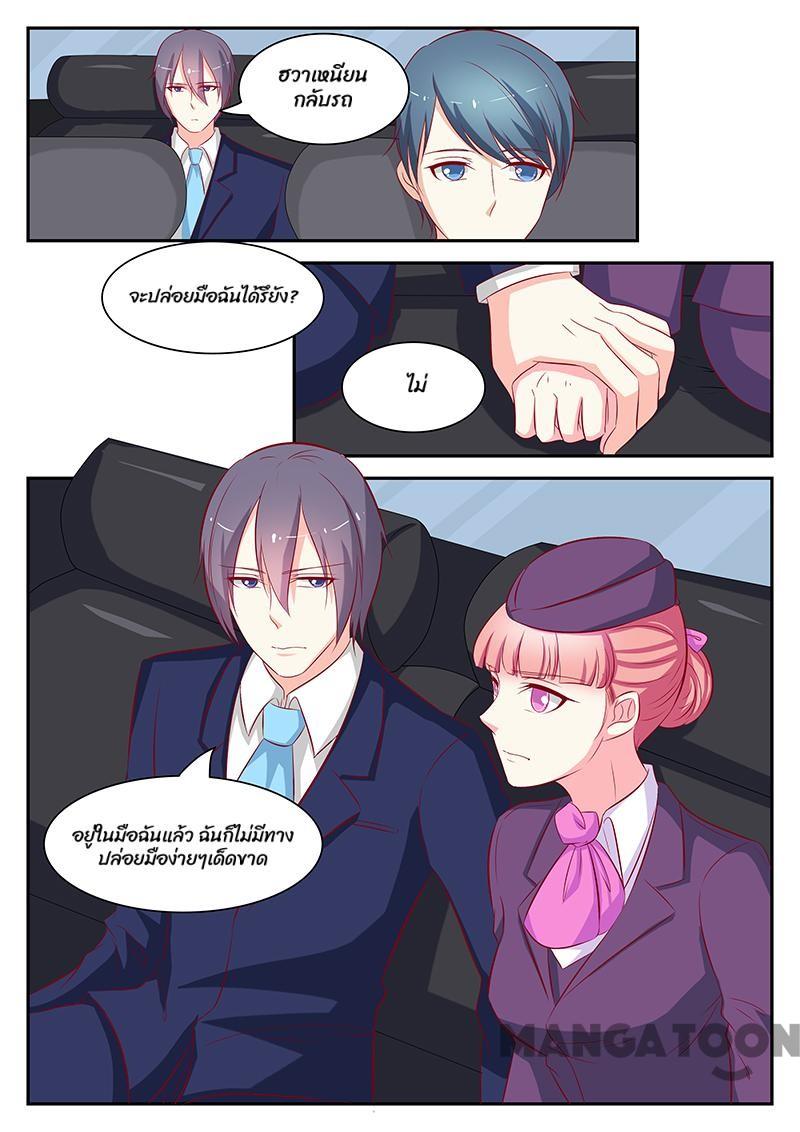 ฮวาเหนียน
กลับรถ
จะปล่อยมือฉันได้รึยัง?
ไม่
อยู่ในมือฉันแล้ว ฉันก็ไม่มีทาง
ปล่อยมือง่ายๆเด็ดขาด
MANGATOON